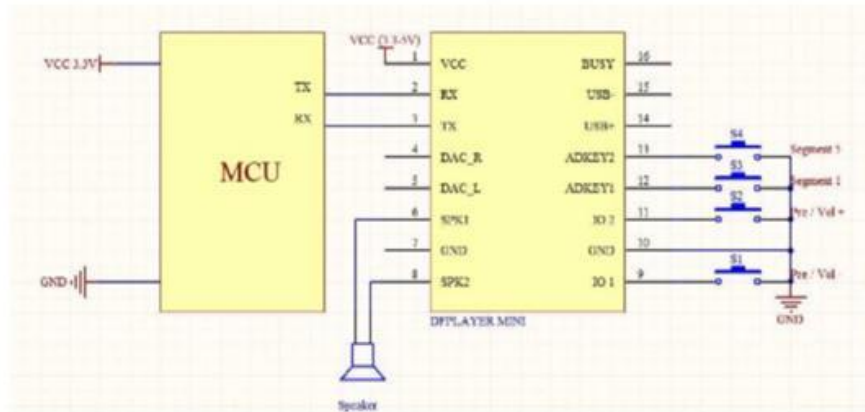 VCC 3.3V
TX
RX
MCU
GND
VCC (3.3-5V)
1 VCC
2 RX
3 TX
4 DAC_R
5 DAC_L
6 SPK1
7 GND
8 SPK2
BUSY 16
USB- 15
USB+ 14
ADKEY2 13
ADKEY1 12
IO 2 11
GND 10
IO 1 9
DFPLAYER MINI
Speaker
S4
Segment 5
S3
Segment 1
S2
Pre / Vol +
S1
Pre / Vol
GND